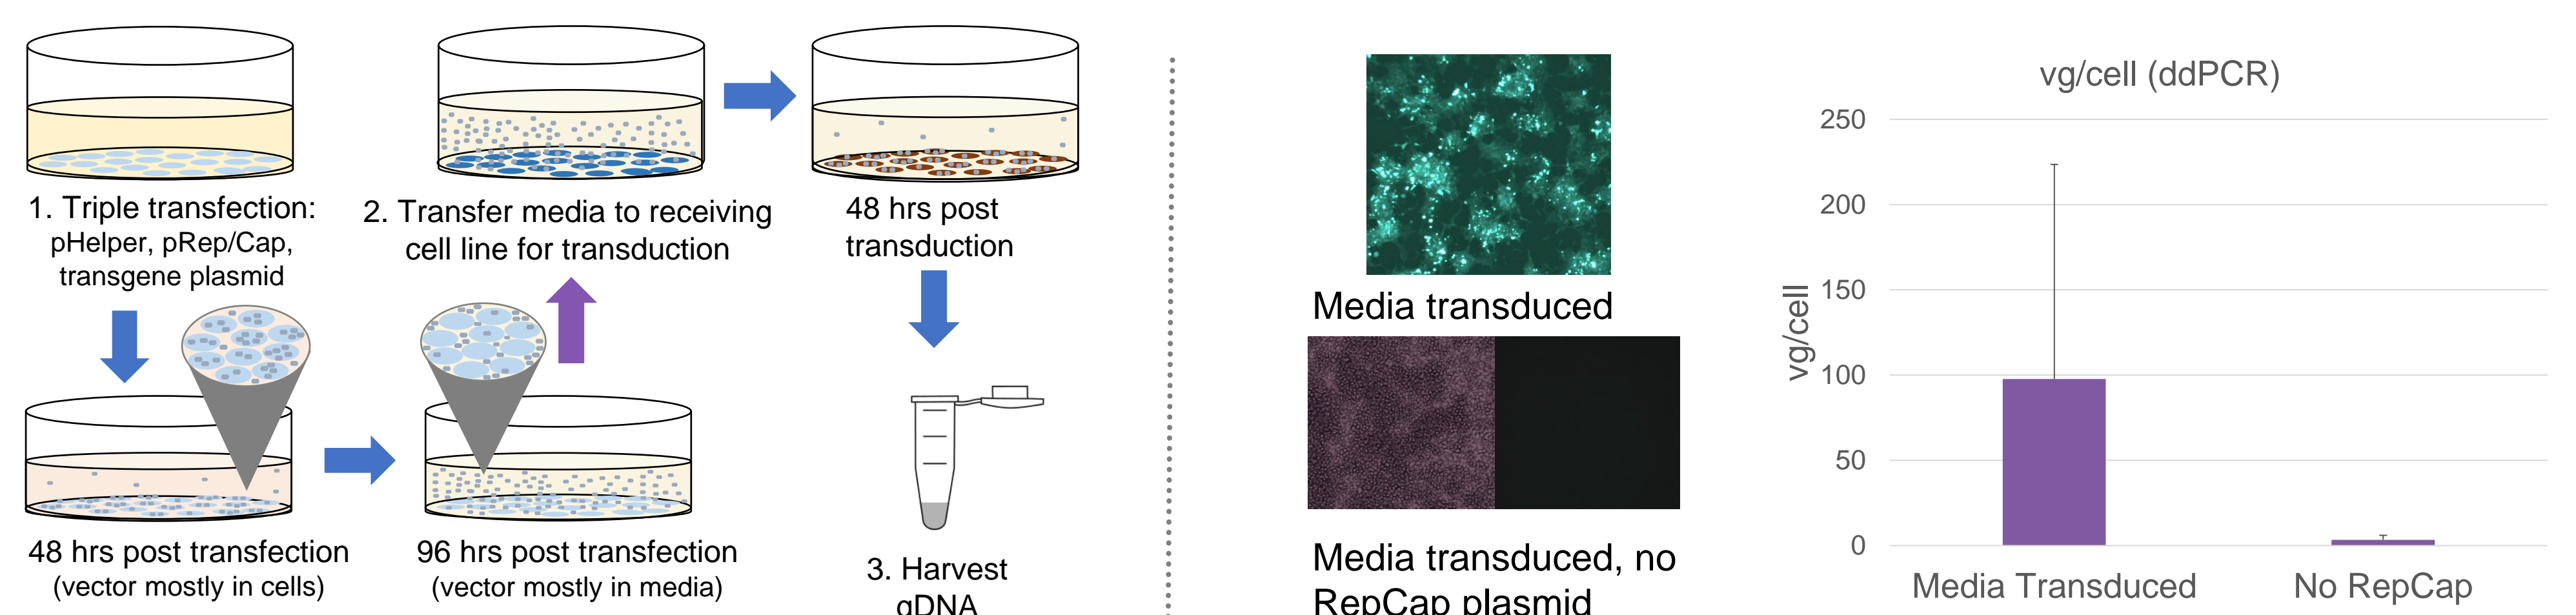 1. Triple transfection:
pHelper, pRep/Cap,
transgene plasmid
2. Transfer media to receiving
cell line for transduction
48 hrs post
transduction
48 hrs post transfection
(vector mostly in cells)
96 hrs post transfection
(vector mostly in media)
3. Harvest
gDNA
Media transduced
Media transduced, no
RepCap plasmid
vg/cell (ddPCR)
vg/cell
250
200
150
100
50
0
Media Transduced
No RepCap